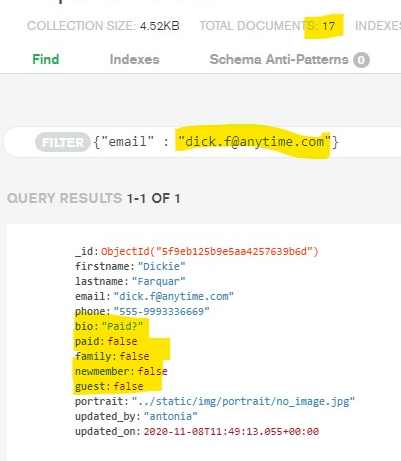 COLLECTION SIZE: 4.52KB TOTAL DOCUMENTS: 17 INDEXES
Find Indexes Schema Anti-Patterns 0
FILTER {"email" : "dick.f@anytime.com"}
QUERY RESULTS 1-1 OF 1
_id: ObjectId("5f9eb125b9e5aa4257639b6d")
firstname: "Dickie"
lastname: "Farquar"
email: "dick.f@anytime.com"
phone: "555-9993336669"
bio: "Paid?"
paid: false
family: false
newmember: false
guest: false
portrait: "../static/img/portrait/no_image.jpg"
updated_by: "antonia"
updated_on: 2020-11-08T11:49:13.055+00:00